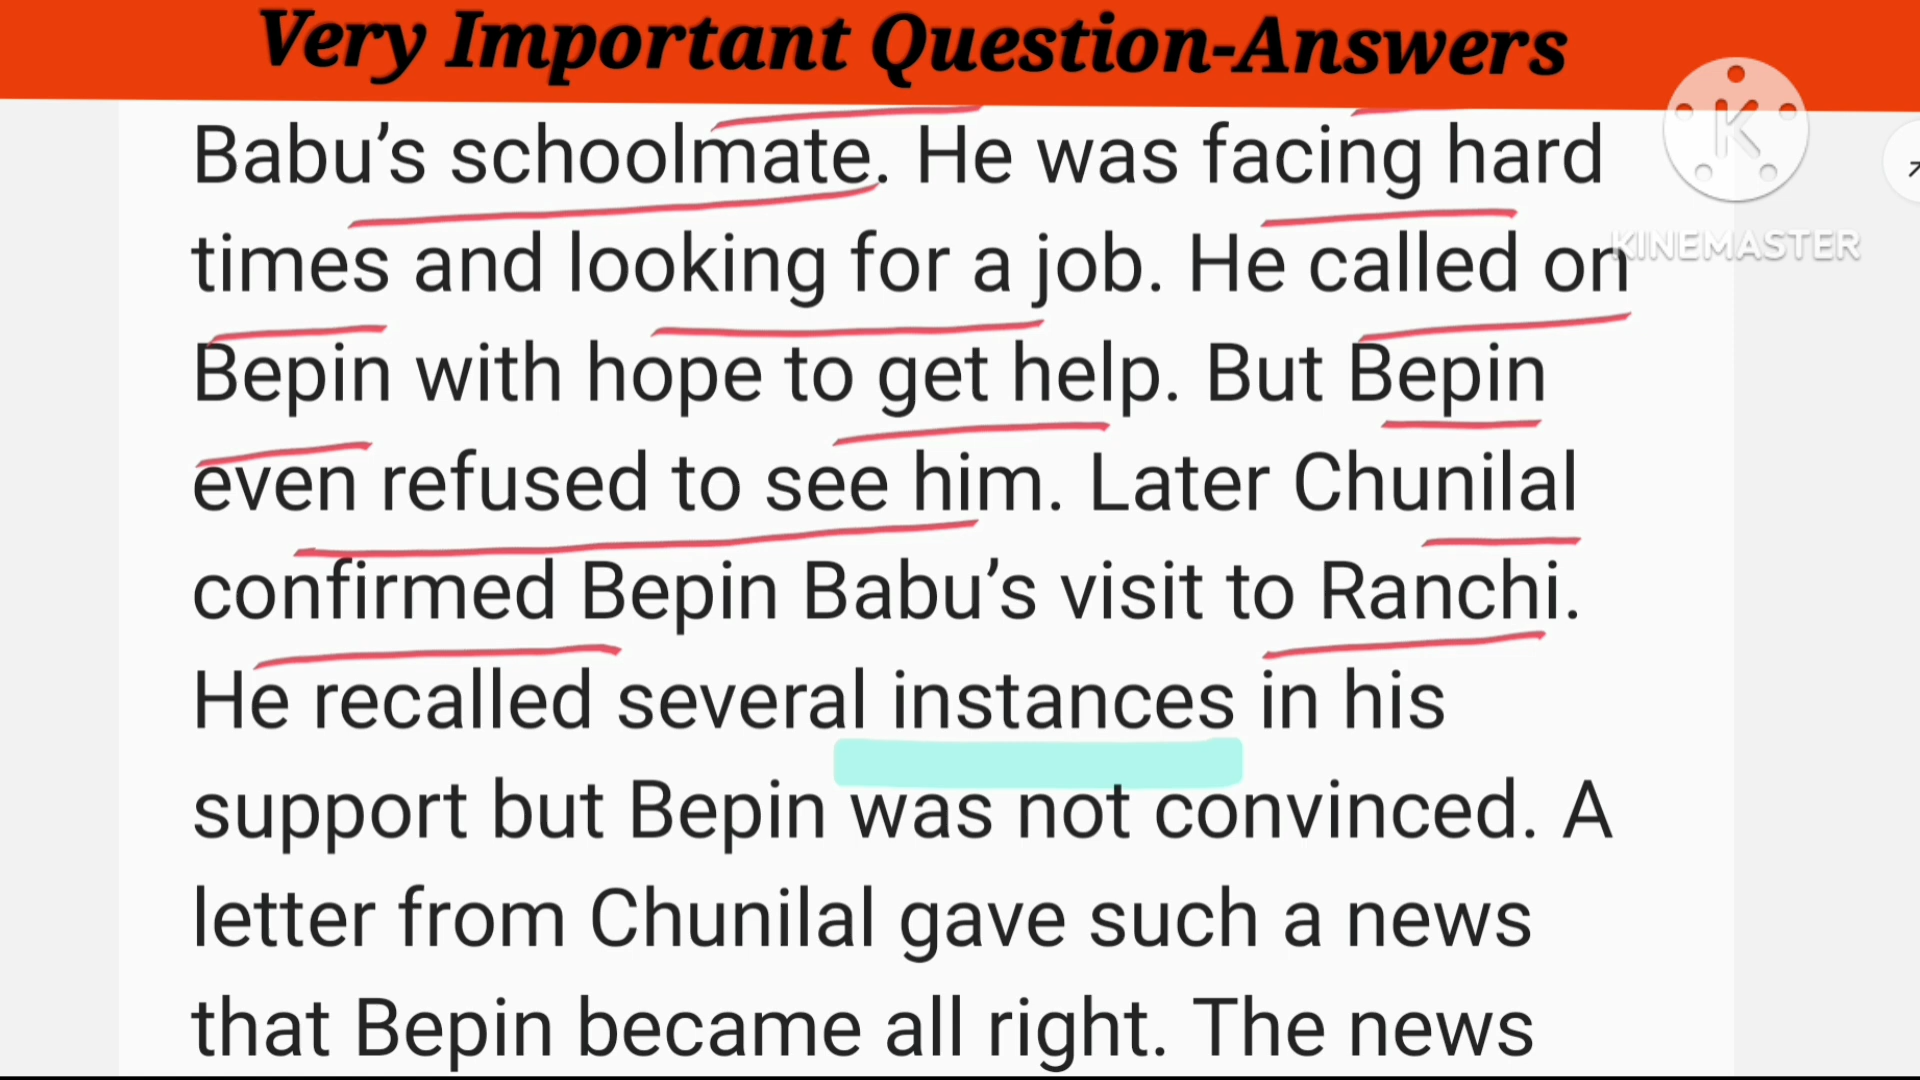 Very Important Question-Answers
Babu's schoolmate. He was facing hard
times and looking for a job. He called on
Bepin with hope to get help. But Bepin
even refused to see him. Later Chunilal
confirmed Bepin Babu's visit to Ranchi.
He recalled several instances in his
support but Bepin was not convinced. A
letter from Chunilal gave such a news
that Bepin became all right. The news
K
KINEMASTER